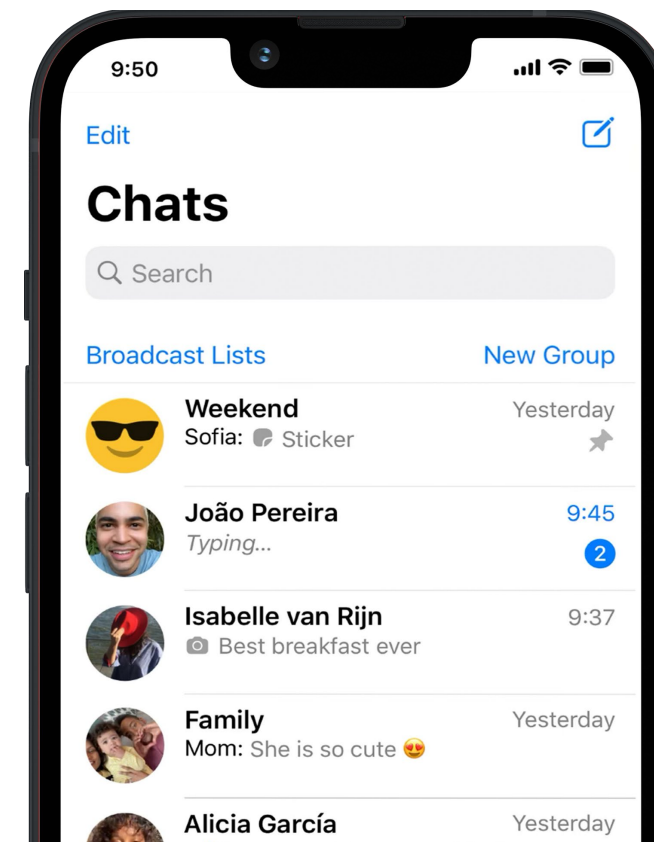 9:50
Edit
Chats
Search
Broadcast Lists New Group
Weekend Yesterday
Sofia: Sticker
João Pereira 9:45
Typing... 2
Isabelle van Rijn 9:37
Best breakfast ever
Family Yesterday
Mom: She is so cute 😍
Alicia García Yesterday